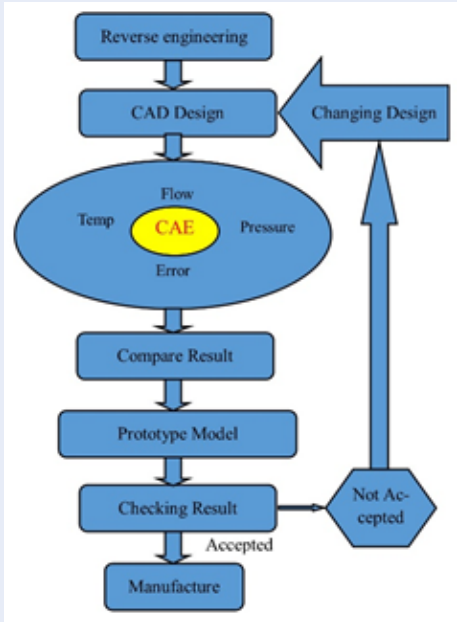 Reverse engineering
CAD Design
Changing Design
Flow
Temp
CAE
Pressure
Error
Compare Result
Prototype Model
Checking Result
Not Ac-
cepted
Accepted
Manufacture